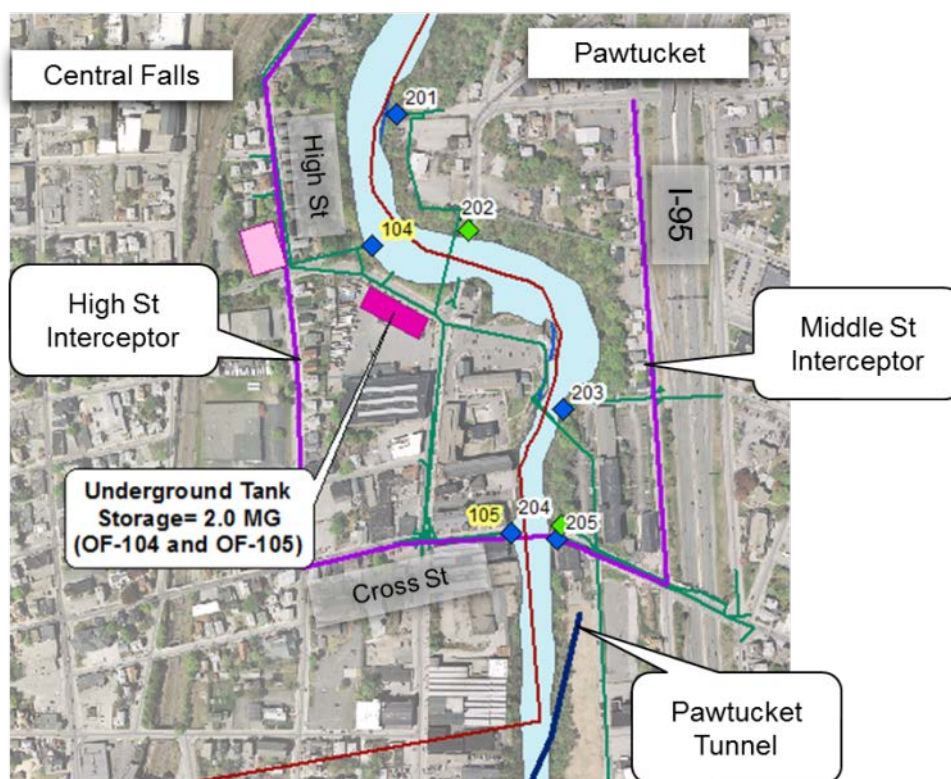 Central Falls
Pawtucket
201
High St
202
I-95
104
High St
Interceptor
Middle St
Interceptor
203
Underground Tank
Storage= 2.0 MG
(OF-104 and OF-105)
105
204
205
Cross St
Pawtucket
Tunnel